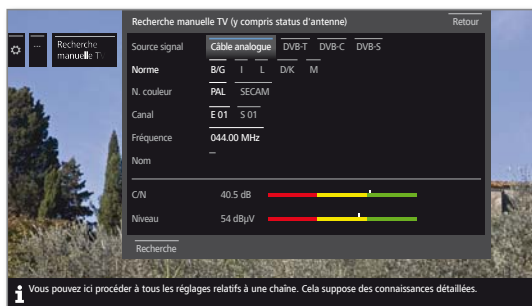 Recherche manuelle TV (y compris status d'antenne) Retour
... Recherche manuelle T
Source signal Câble analogue DVB-T DVB-C DVB-S
Norme B/G I L D/K M
N. couleur PAL SECAM
Canal E 01 S 01
Fréquence 044.00 MHz
Nom –
C/N 40.5 dB
Niveau 54 dBµV
Recherche
i Vous pouvez ici procéder à tous les réglages relatifs à une chaîne. Cela suppose des connaissances détaillées.